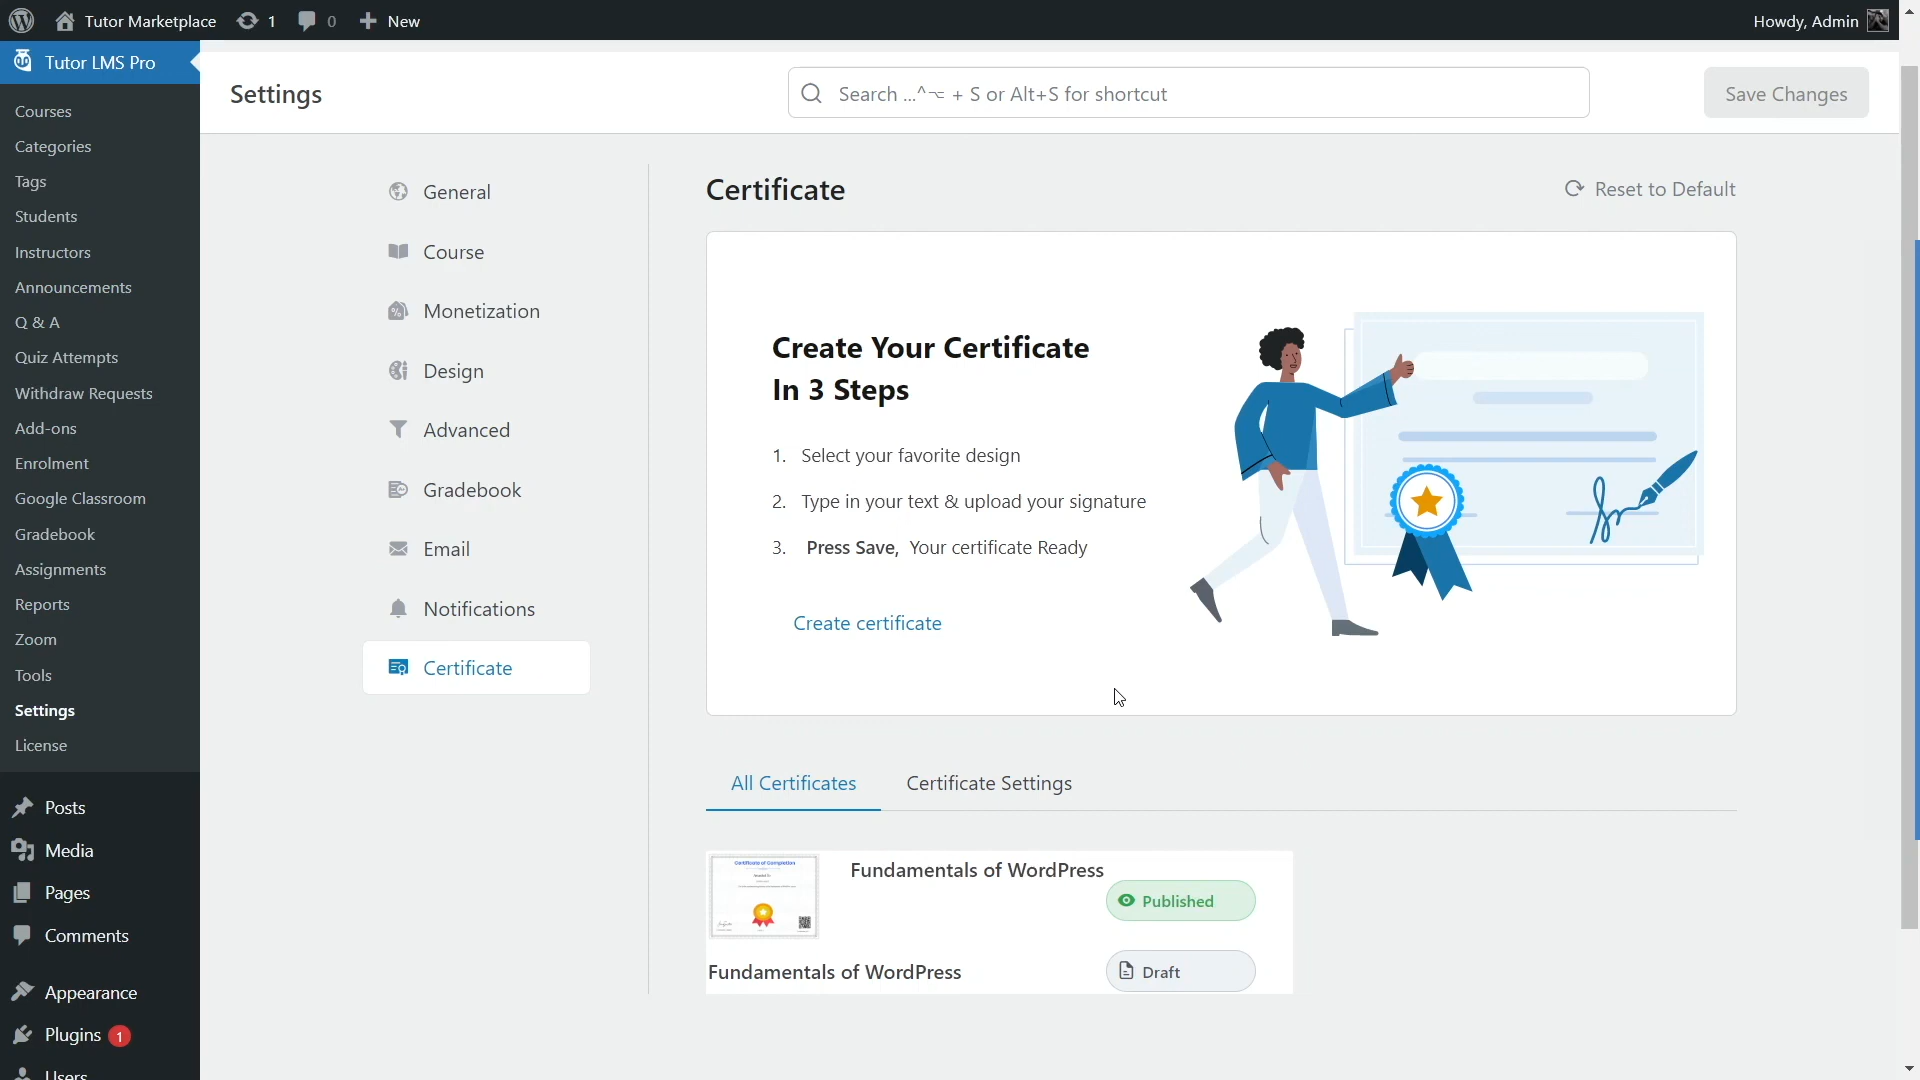 Tutor Marketplace
1
0
New
Howdy, Admin
Tutor LMS Pro
Courses
Categories
Tags
Students
Instructors
Announcements
Q & A
Quiz Attempts
Withdraw Requests
Add-ons
Enrolment
Google Classroom
Gradebook
Assignments
Reports
Zoom
Tools
Settings
License
Posts
Media
Pages
Comments
Appearance
Plugins 1
Users
Settings
Search ...^⌥ + S or Alt+S for shortcut
Save Changes
General
Course
Monetization
Design
Advanced
Gradebook
Email
Notifications
Certificate
Certificate
Reset to Default
Create Your Certificate
In 3 Steps
1. Select your favorite design
2. Type in your text & upload your signature
3. Press Save, Your certificate Ready
Create certificate
All Certificates
Certificate Settings
Certificate of Completion
Fundamentals of WordPress
Published
Fundamentals of WordPress
Draft